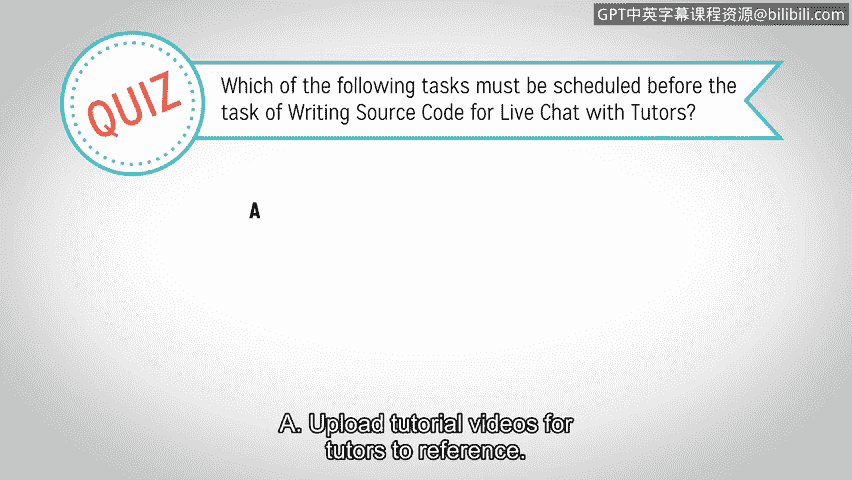 GPT中英字幕课程资源@bilibili.com
QUIZ
Which of the following tasks must be scheduled before the
task of Writing Source Code for Live Chat with Tutors?
A
A. Upload tutorial videos for
tutors to reference.